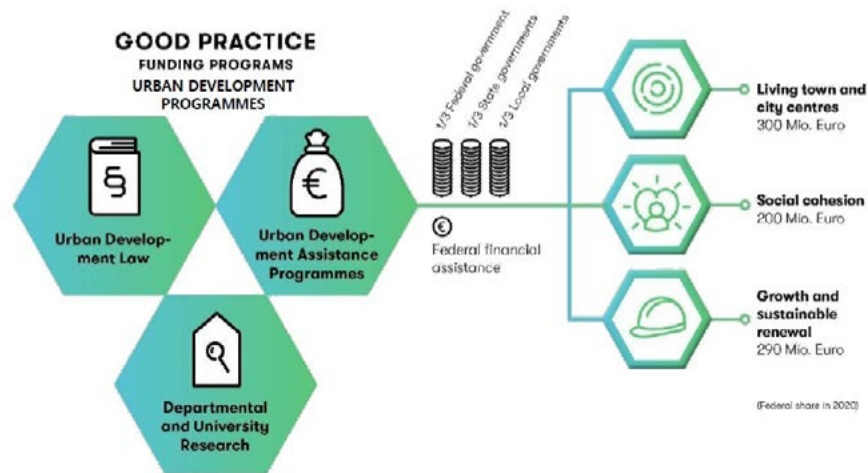 GOOD PRACTICE
FUNDING PROGRAMS
URBAN DEVELOPMENT
PROGRAMMES
§
Urban Develop-
ment Law
€
Urban Develop-
ment Assistance
Programmes
Departmental
and University
Research
1/3 Federal government
1/3 State governments
1/3 Local governments
€
Federal financial
assistance
Living town and
city centres
300 Mio. Euro
Social cohesion
200 Mio. Euro
Growth and
sustainable
renewal
290 Mio. Euro
(Federal share in 2020)